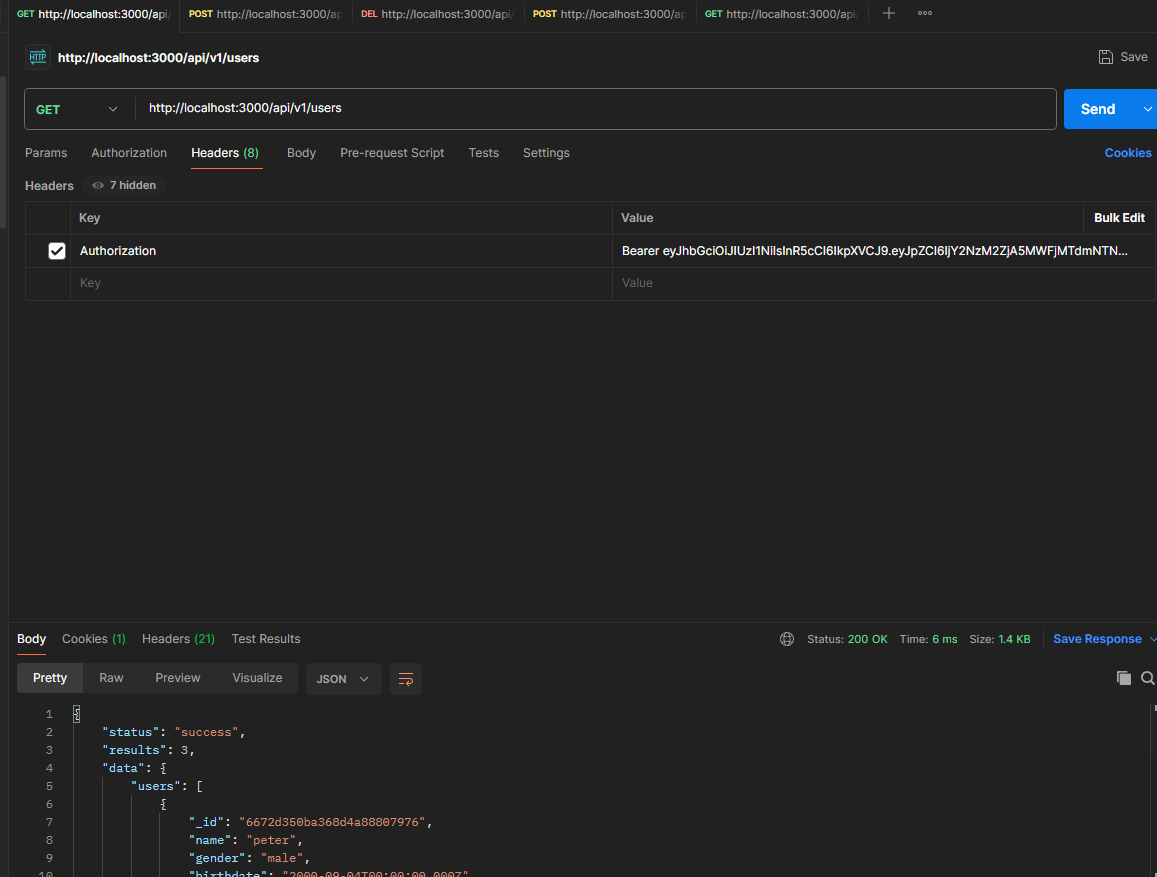 GET http://localhost:3000/api/ POST http://localhost:3000/ap DEL http://localhost:3000/api/ POST http://localhost:3000/ap GET http://localhost:3000/api/
HTTP http://localhost:3000/api/v1/users Save
GET http://localhost:3000/api/v1/users Send
Params Authorization Headers (8) Body Pre-request Script Tests Settings Cookies
Headers 7 hidden
Key Value Bulk Edit
Authorization Bearer eyJhbGciOiJIUzI1NiIsInR5cCI6IkpXVCJ9.eyJpZCI6IjY2NzM2ZjA5MWFjMTdmNTN...
Key Value
Body Cookies (1) Headers (21) Test Results Status: 200 OK Time: 6 ms Size: 1.4 KB Save Response
Pretty Raw Preview Visualize JSON
1 {
2 "status": "success",
3 "results": 3,
4 "data": {
5 "users": [
6 {
7 "_id": "6672d350ba368d4a88807976",
8 "name": "peter",
9 "gender": "male",
10 "birthdate": "2000-09-04T00:00:00.000Z"